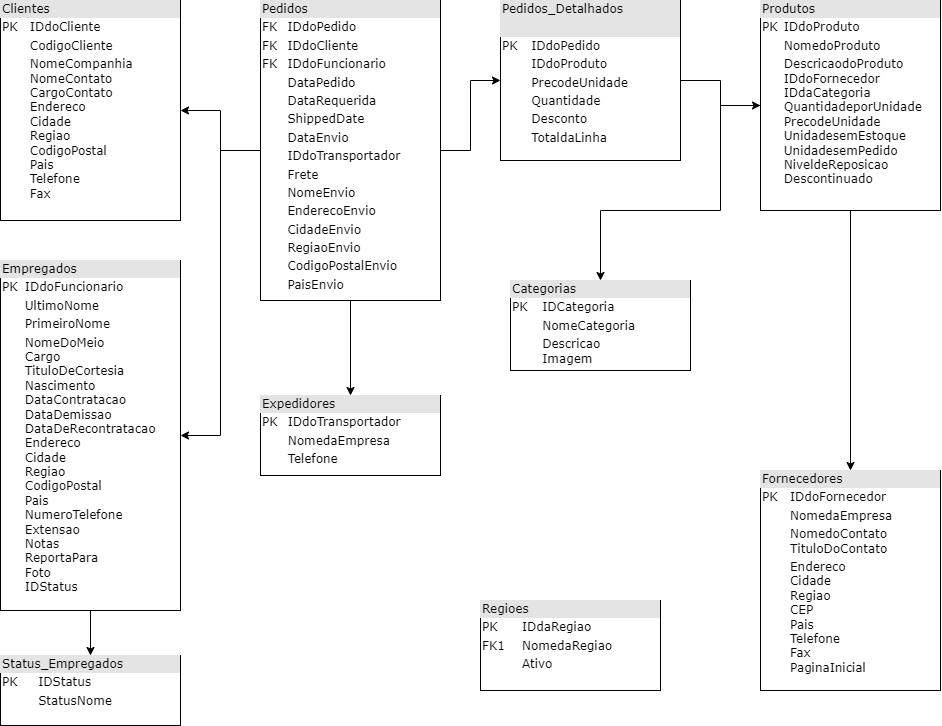 Clientes
PK IDdoCliente
CodigoCliente
NomeCompanhia
NomeContato
CargoContato
Endereco
Cidade
Regiao
CodigoPostal
Pais
Telefone
Fax
Pedidos
FK IDdoPedido
FK IDdoCliente
FK IDdoFuncionario
DataPedido
DataRequerida
ShippedDate
DataEnvio
IDdoTransportador
Frete
NomeEnvio
EnderecoEnvio
CidadeEnvio
RegiaoEnvio
CodigoPostalEnvio
PaisEnvio
Pedidos_Detalhados
PK IDdoPedido
IDdoProduto
PrecodeUnidade
Quantidade
Desconto
TotaldaLinha
Produtos
PK IDdoProduto
NomedoProduto
DescricaodoProduto
IDdoFornecedor
IDdaCategoria
QuantidadeporUnidade
PrecodeUnidade
UnidadesemEstoque
UnidadesemPedido
NiveldeReposicao
Descontinuado
Empregados
PK IDdoFuncionario
UltimoNome
PrimeiroNome
NomeDoMeio
Cargo
TituloDeCortesia
Nascimento
DataContratacao
DataDemissao
DataDeRecontratacao
Endereco
Cidade
Regiao
CodigoPostal
Pais
NumeroTelefone
Extensao
Notas
ReportaPara
Foto
IDStatus
Categorias
PK IDCategoria
NomeCategoria
Descricao
Imagem
Expedidores
PK IDdoTransportador
NomedaEmpresa
Telefone
Fornecedores
PK IDdoFornecedor
NomedaEmpresa
NomedoContato
TituloDoContato
Endereco
Cidade
Regiao
CEP
Pais
Telefone
Fax
PaginaInicial
Regioes
PK IDdaRegiao
FK1 NomedaRegiao
Ativo
Status_Empregados
PK IDStatus
StatusNome